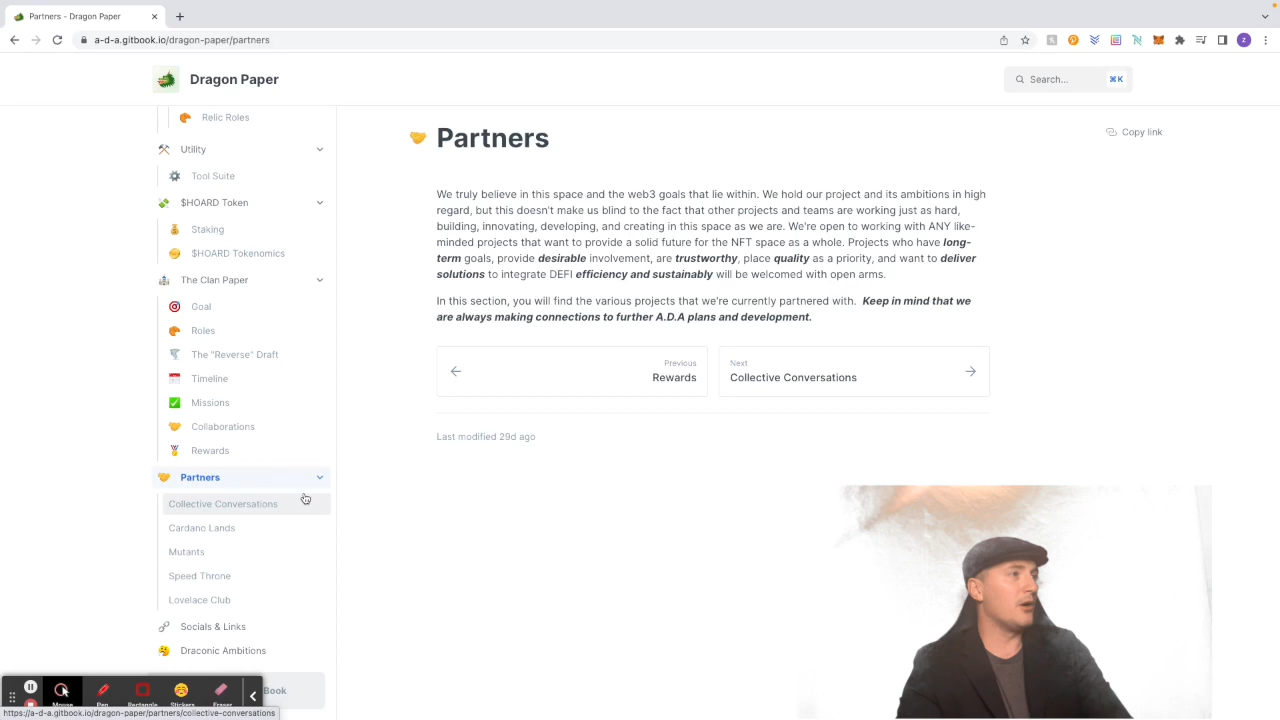 Partners - Dragon Paper
a-d-a.gitbook.io/dragon-paper/partners
Z
Dragon Paper
Search...
⌘K
Relic Roles
Utility
Tool Suite
$HOARD Token
Staking
$HOARD Tokenomics
The Clan Paper
Goal
Roles
The "Reverse" Draft
Timeline
Missions
Collaborations
Rewards
Partners
Collective Conversations
Cardano Lands
Mutants
Speed Throne
Lovelace Club
Socials & Links
Draconic Ambitions
Book
Mouse
Pen
Rectangle
Stickers
Eraser
https://a-d-a.gitbook.io/dragon-paper/partners/collective-conversations
Partners
Copy link
We truly believe in this space and the web3 goals that lie within. We hold our project and its ambitions in high
regard, but this doesn't make us blind to the fact that other projects and teams are working just as hard,
building, innovating, developing, and creating in this space as we are. We're open to working with ANY like-
minded projects that want to provide a solid future for the NFT space as a whole. Projects who have long-
term goals, provide desirable involvement, are trustworthy, place quality as a priority, and want to deliver
solutions to integrate DEFI efficiency and sustainably will be welcomed with open arms.
In this section, you will find the various projects that we're currently partnered with. Keep in mind that we
are always making connections to further A.D.A plans and development.
Previous
Rewards
Next
Collective Conversations
Last modified 29d ago